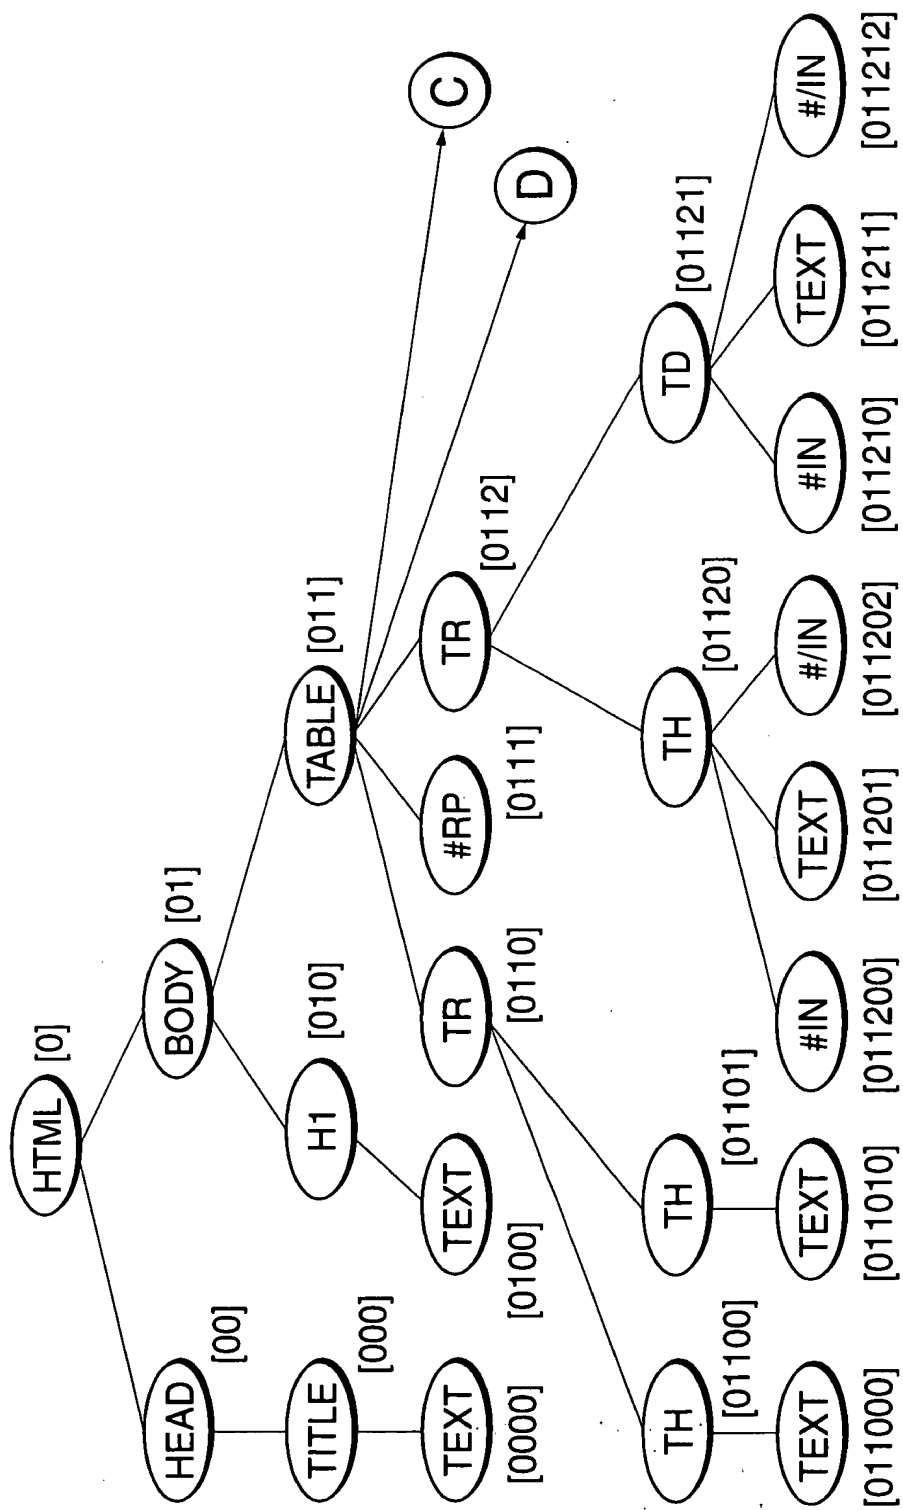 HTML [0]
HEAD [00] BODY [01]
TITLE [000] H1 [010] TABLE [011]
TEXT [0000] TEXT [0100] TR [0110] #RP [0111] TR [0112] D C
TH [01100] TH [01101] TH [01120] TD [01121]
TEXT TEXT #IN TEXT #/IN #IN TEXT #/IN
[011000] [011010] [011200] [011201] [011202] [011210] [011211] [011212]